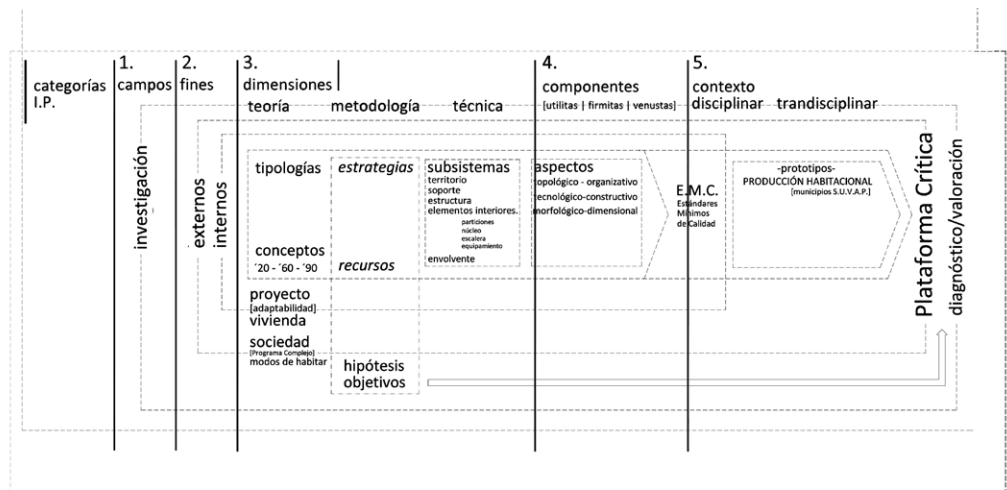 categorías
I.P.
1.
campos
2.
fines
3.
dimensiones
teoría
metodología
técnica
4.
componentes
[utilitas | firmitas | venustas]
5.
contexto
disciplinar
trandisciplinar
investigación
externos
internos
tipologías
conceptos
´20 - ´60 - ´90
proyecto
[adaptabilidad]
vivienda
sociedad
[Programa Complejo]
modos de habitar
estrategias
recursos
hipótesis
objetivos
subsistemas
territorio
soporte
estructura
elementos interiores.
particiones
núcleo
escalera
equipamiento
envolvente
aspectos
topológico - organizativo
tecnológico-constructivo
morfológico-dimensional
E.M.C.
Estándares
Mínimos
de Calidad
-prototipos-
PRODUCCIÓN HABITACIONAL
[municipios S.U.V.A.P.]
Plataforma Crítica
diagnóstico/valoración